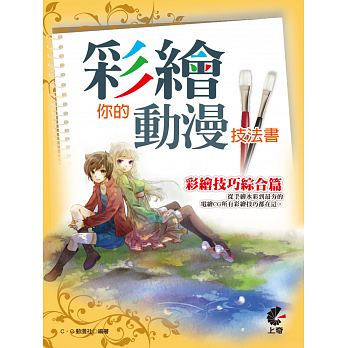 彩繪
你的
動漫
技法書
彩繪技巧綜合篇
從手繪水彩到最夯的
電繪CG所有彩繪技巧都在這。
C‧G動漫社 編著
上奇